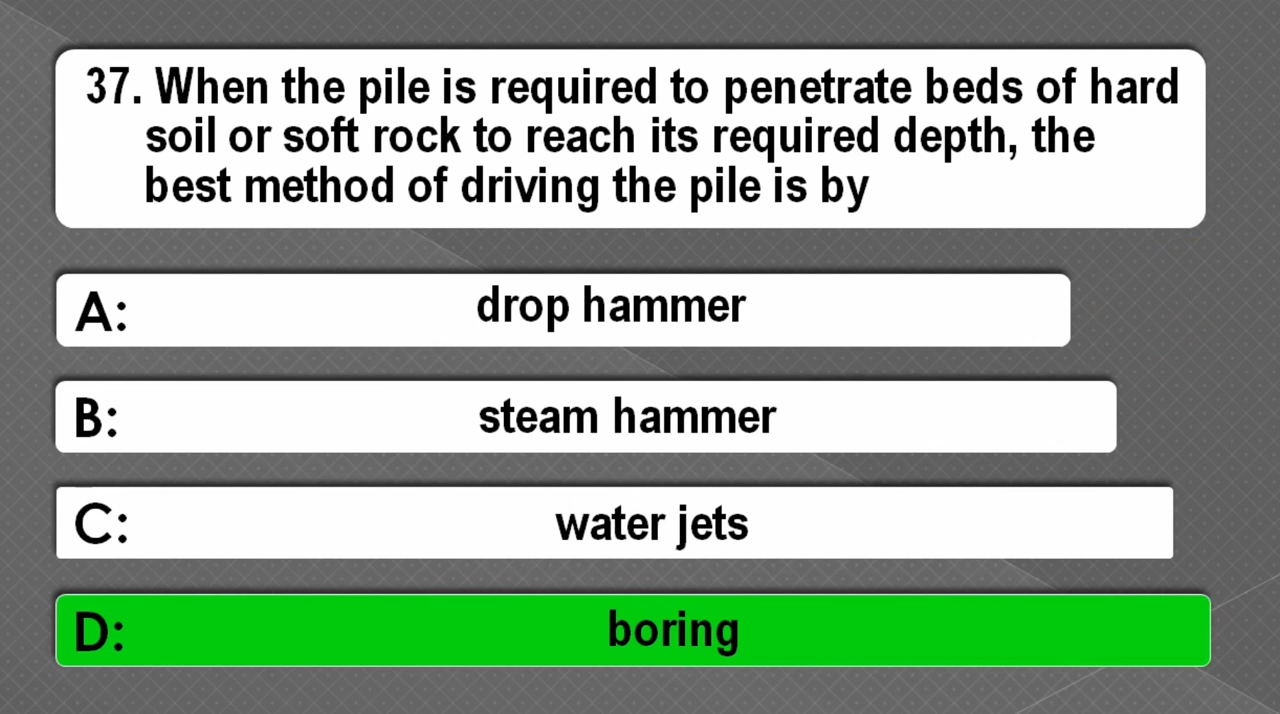 37. When the pile is required to penetrate beds of hard
soil or soft rock to reach its required depth, the
best method of driving the pile is by
A: drop hammer
B: steam hammer
C: water jets
D: boring